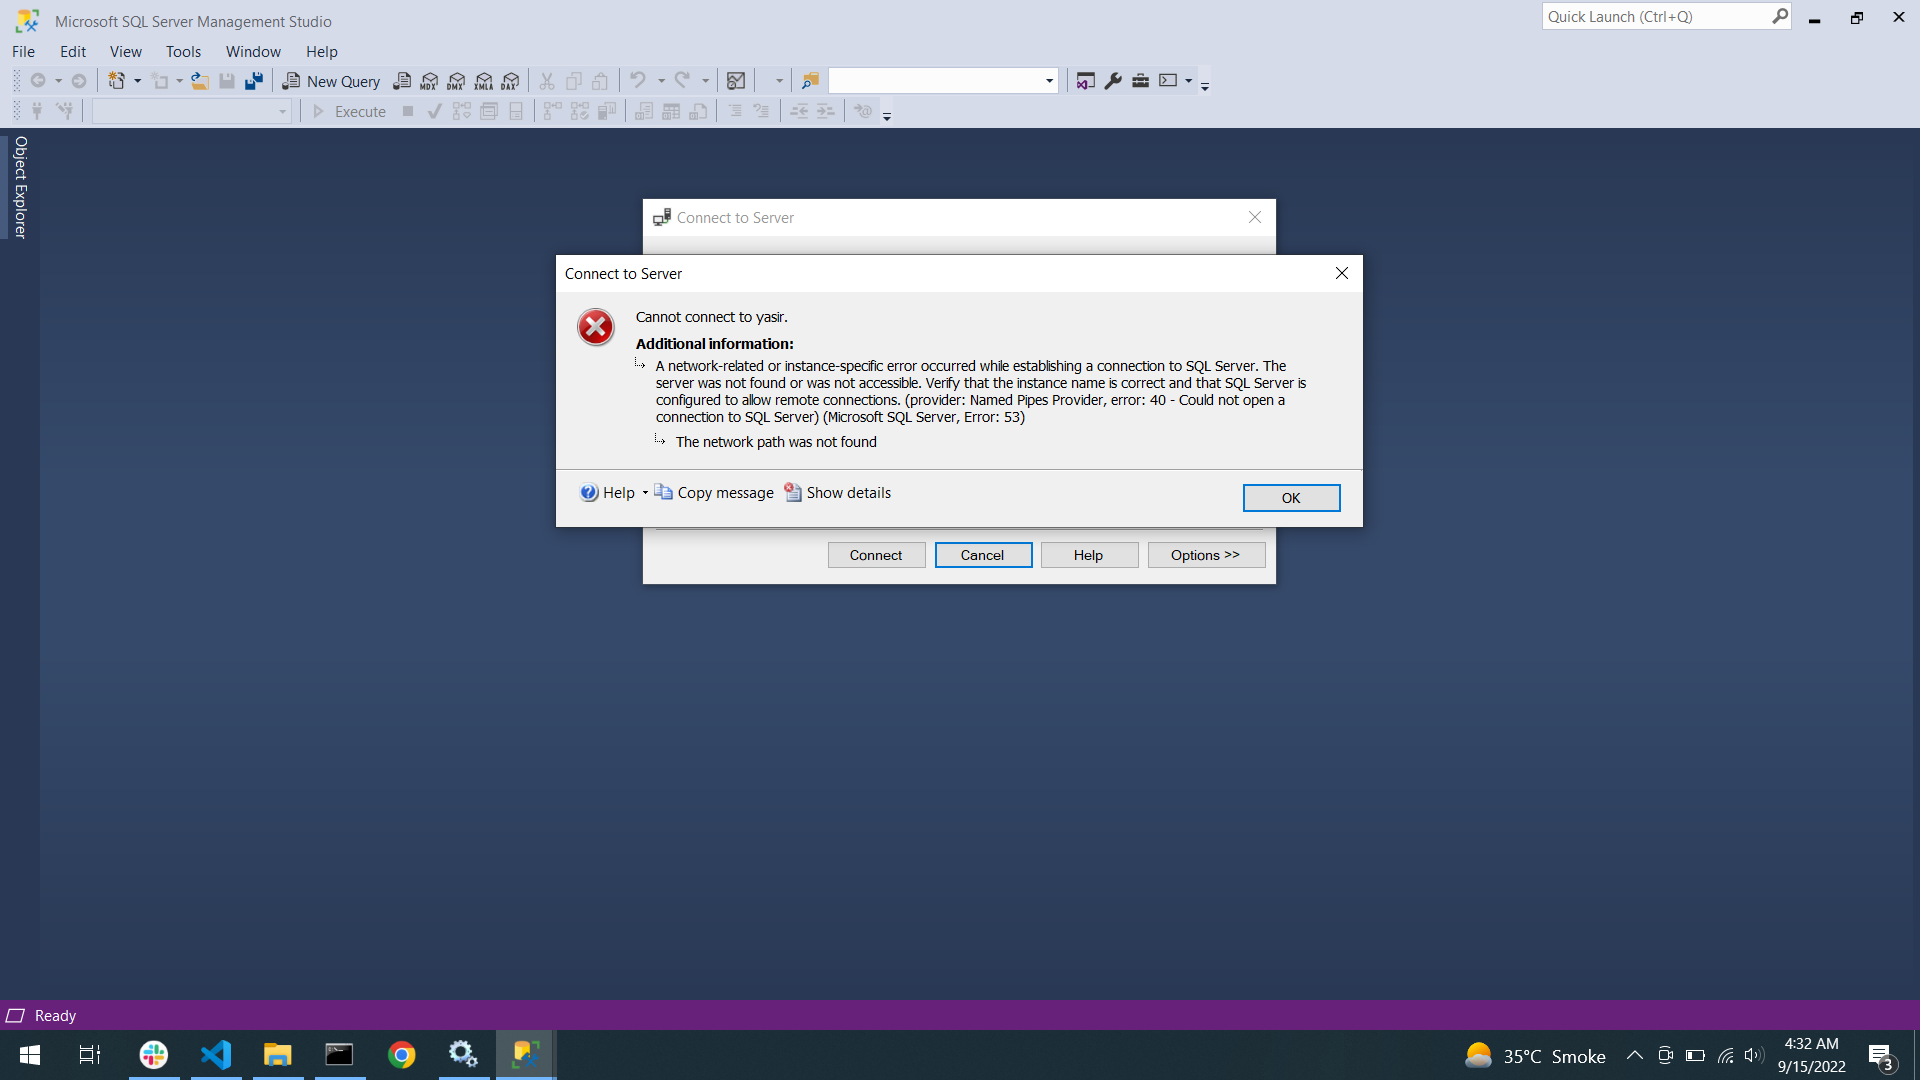 Microsoft SQL Server Management Studio
Quick Launch (Ctrl+Q)
File Edit View Tools Window Help
New Query MDX DMX XMLA DAX
Execute
Object Explorer
Connect to Server
Connect to Server
Cannot connect to yasir.
Additional information:
A network-related or instance-specific error occurred while establishing a connection to SQL Server. The
server was not found or was not accessible. Verify that the instance name is correct and that SQL Server is
configured to allow remote connections. (provider: Named Pipes Provider, error: 40 - Could not open a
connection to SQL Server) (Microsoft SQL Server, Error: 53)
The network path was not found
Help Copy message Show details OK
Connect Cancel Help Options >>
Ready
35°C Smoke
4:32 AM
9/15/2022
3